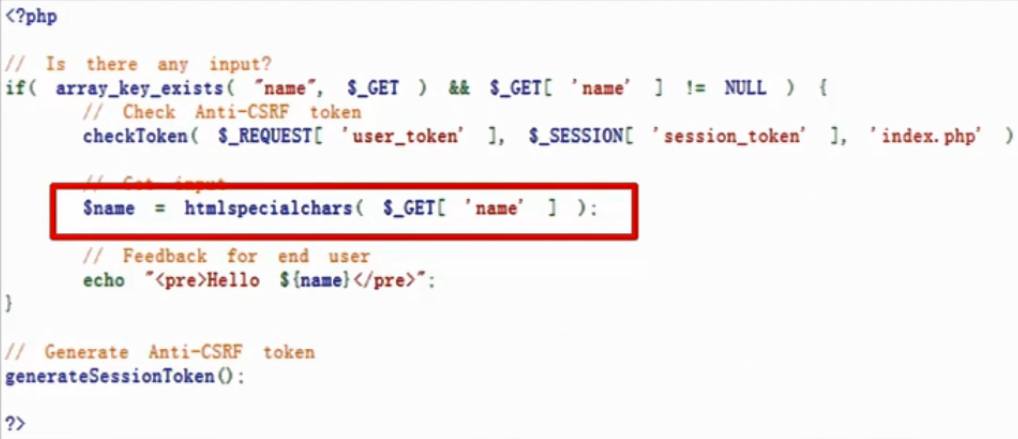 <?php
// Is there any input?
if( array_key_exists( "name", $_GET ) && $_GET[ 'name' ] != NULL ) {
// Check Anti-CSRF token
checkToken( $_REQUEST[ 'user_token' ], $_SESSION[ 'session_token' ], 'index.php' )
// Get input
$name = htmlspecialchars( $_GET[ 'name' ] );
// Feedback for end user
echo "<pre>Hello ${name}</pre>";
}
// Generate Anti-CSRF token
generateSessionToken();
?>